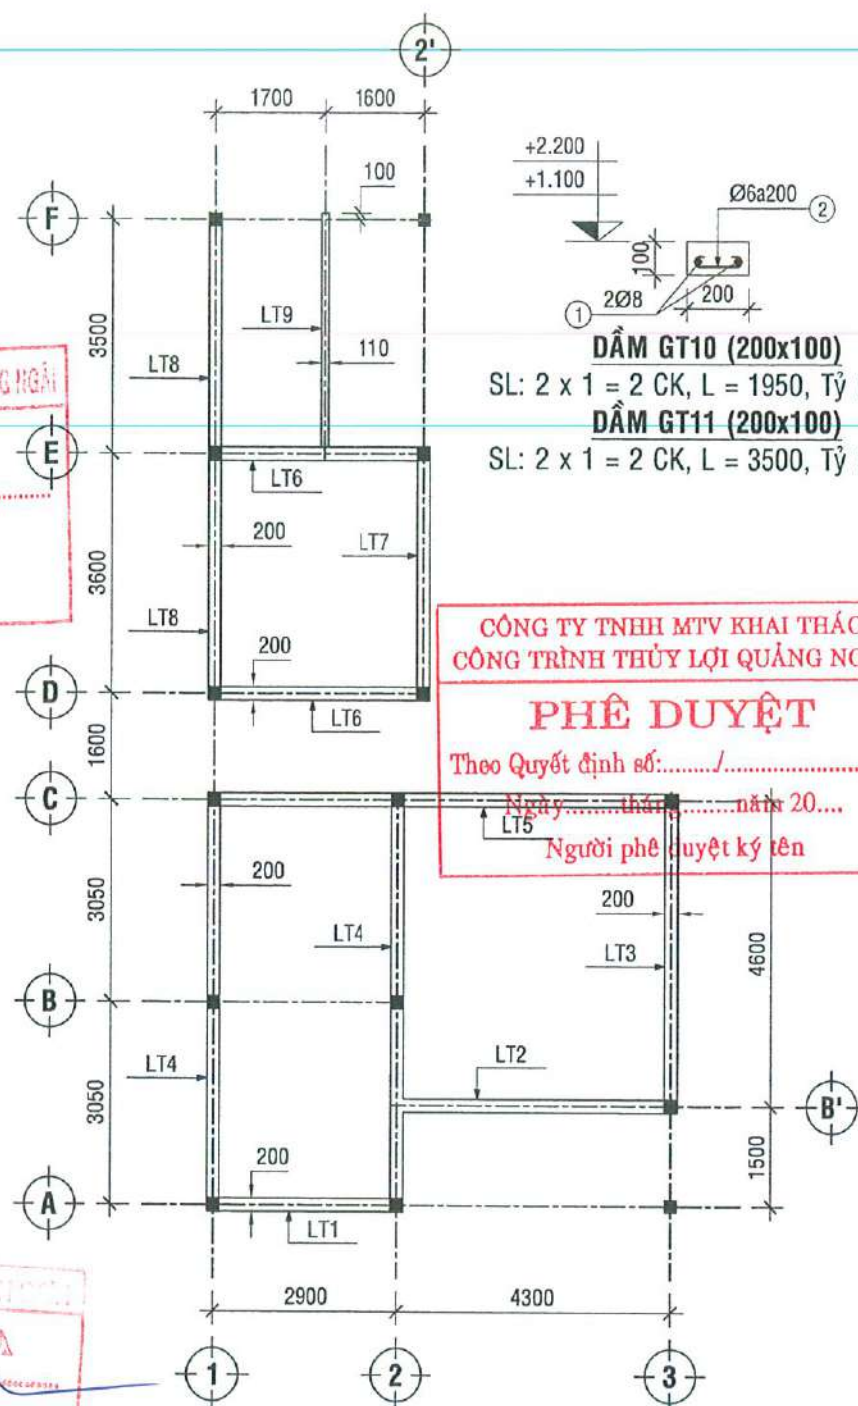 2'
1700
1600
100
+2.200
+1.100
Ø6a200
2
100
1
2Ø8
200
DẦM GT10 (200x100)
SL: 2 x 1 = 2 CK, L = 1950, Tỷ
DẦM GT11 (200x100)
SL: 2 x 1 = 2 CK, L = 3500, Tỷ
F
3500
LT9
110
LT8
E
LT6
200
LT7
3600
LT8
200
D
LT6
1600
C
LT5
CÔNG TY TNHH MTV KHAI THÁC
CÔNG TRÌNH THỦY LỢI QUẢNG
PHÊ DUYỆT
Theo Quyết định số:......../....................
Ngày.........tháng.........năm 20....
Người phê duyệt ký tên
3050
200
LT4
200
LT3
4600
B
LT4
LT2
3050
B'
1500
200
A
LT1
2900
4300
1
2
3